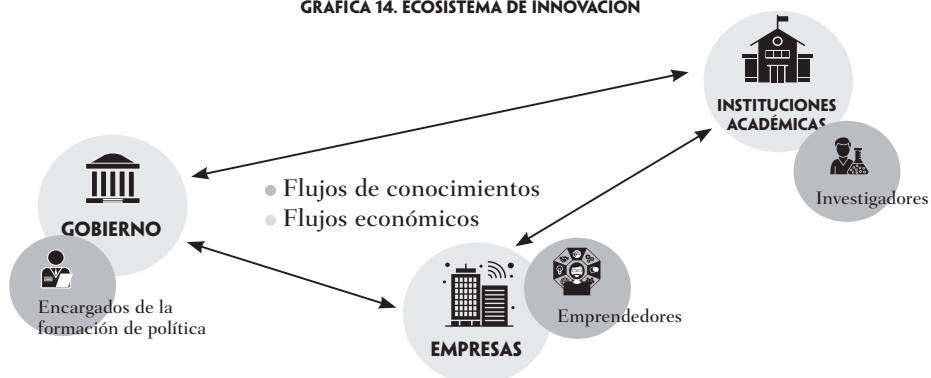 GRÁFICA 14. ECOSISTEMA DE INNOVACIÓN
INSTITUCIONES
ACADÉMICAS
Investigadores
GOBIERNO
Encargados de la
formación de política
Flujos de conocimientos
Flujos económicos
EMPRESAS
Emprendedores